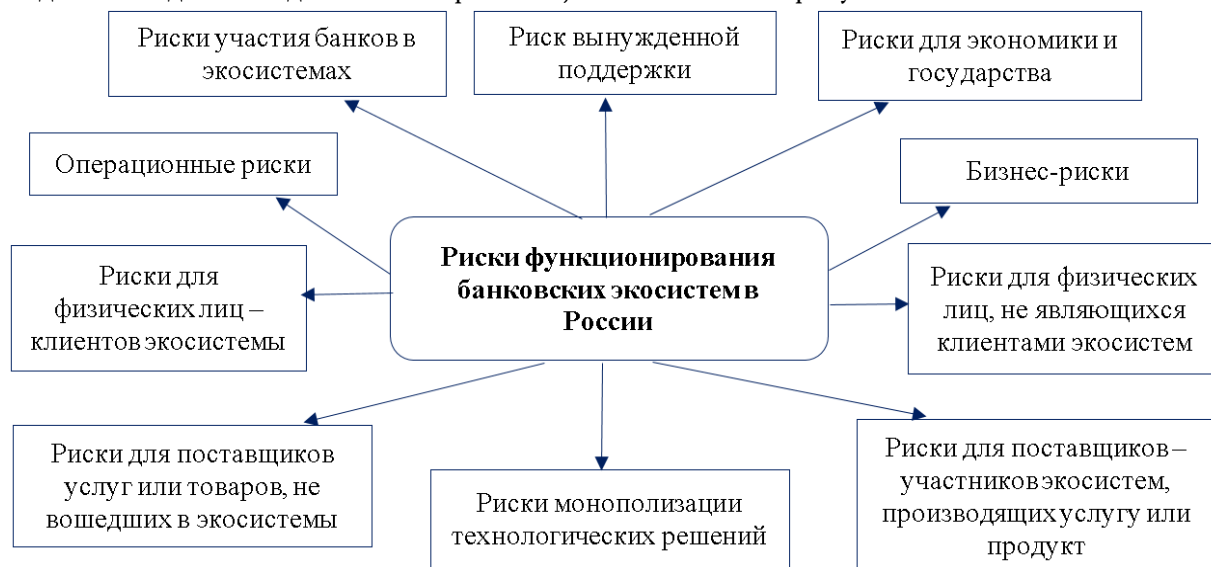 Риски участия банков в
экосистемах
Риск вынужденной
поддержки
Риски для экономики и
государства
Операционные риски
Бизнес-риски
Риски функционирования
банковских экосистем в
России
Риски для
физических лиц –
клиентов экосистемы
Риски для физических
лиц, не являющихся
клиентами экосистем
Риски для поставщиков
услуг или товаров, не
вошедших в экосистемы
Риски монополизации
технологических решений
Риски для поставщиков –
участников экосистем,
производящих услугу или
продукт